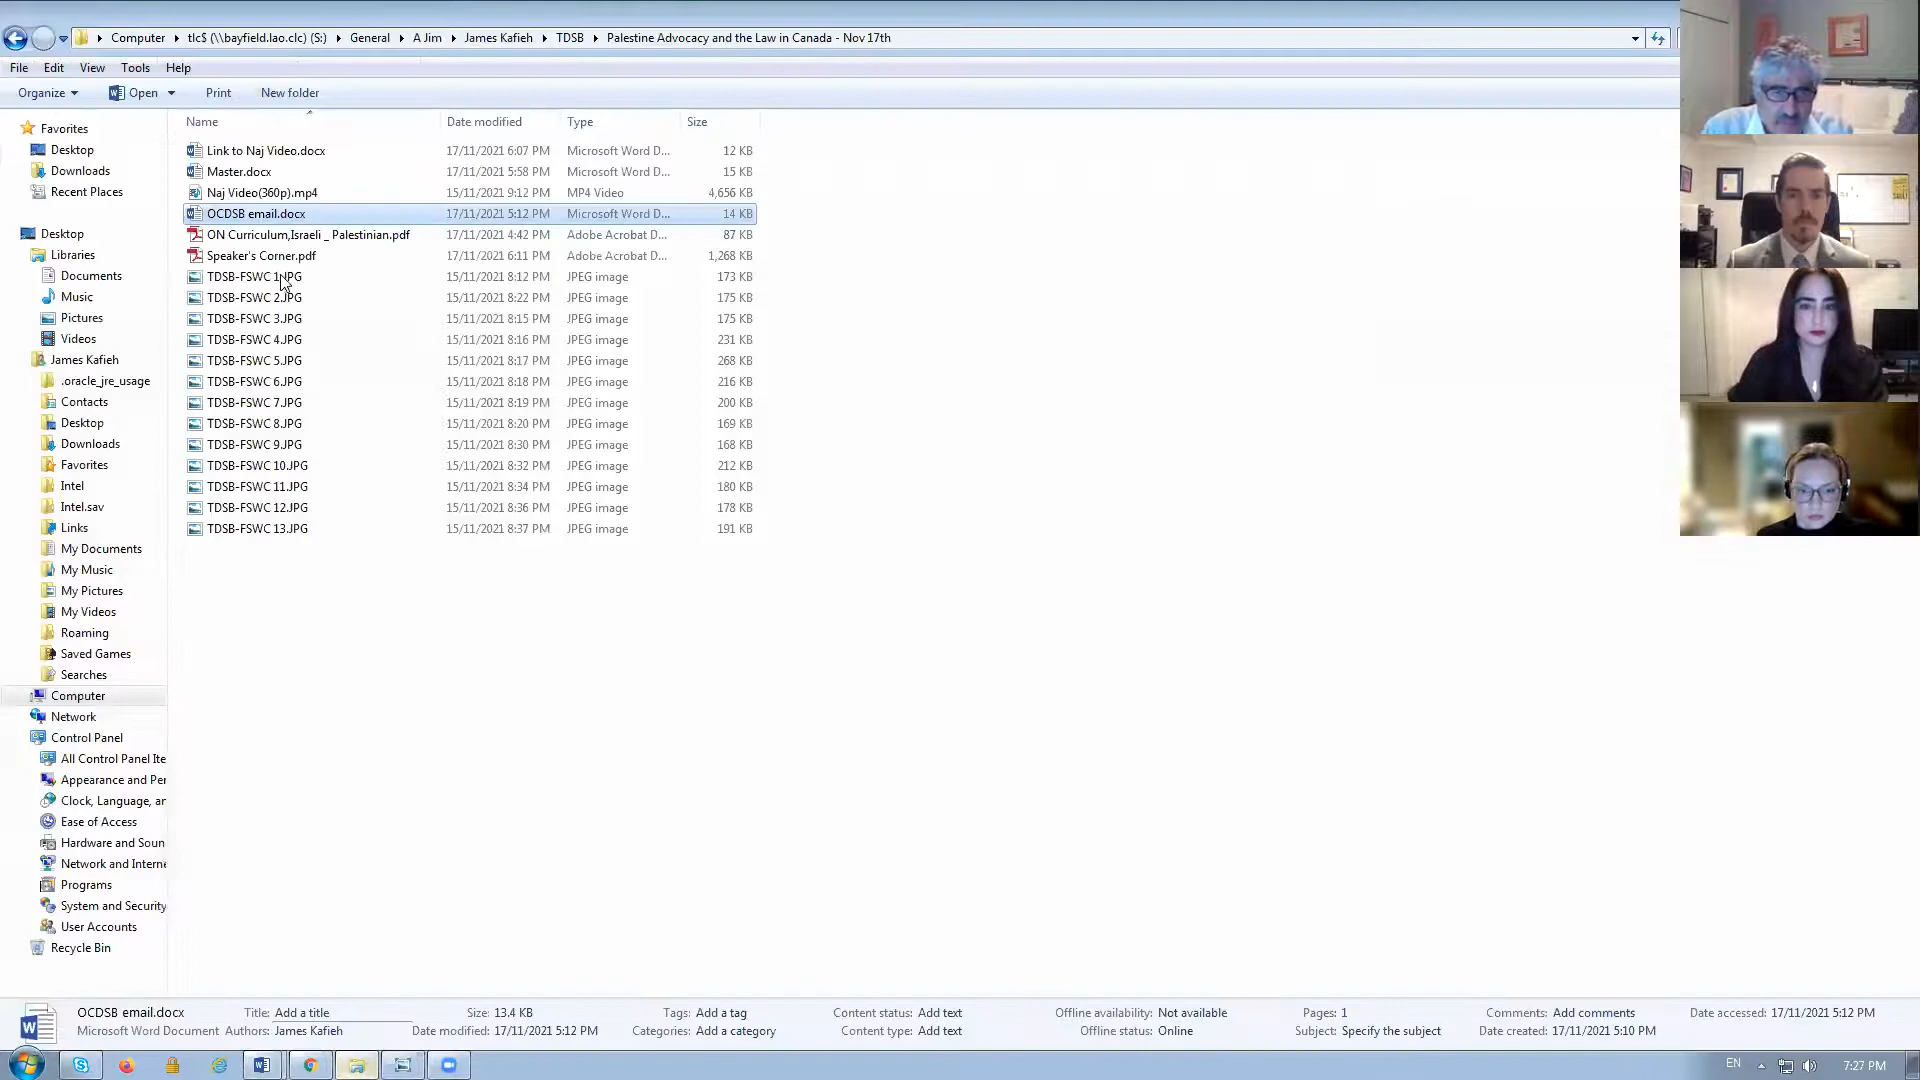 Computer ▸ tlc$ (\\bayfield.lao.clc) (S:) ▸ General ▸ A Jim ▸ James Kafieh ▸ TDSB ▸ Palestine Advocacy and the Law in Canada - Nov 17th
File Edit View Tools Help
Organize Open Print New folder
Name Date modified Type Size
Link to Naj Video.docx 17/11/2021 6:07 PM Microsoft Word D... 12 KB
Master.docx 17/11/2021 5:58 PM Microsoft Word D... 15 KB
Naj Video(360p).mp4 15/11/2021 9:12 PM MP4 Video 4,656 KB
OCDSB email.docx 17/11/2021 5:12 PM Microsoft Word D... 14 KB
ON Curriculum,Israeli _ Palestinian.pdf 17/11/2021 4:42 PM Adobe Acrobat D... 87 KB
Speaker's Corner.pdf 17/11/2021 6:11 PM Adobe Acrobat D... 1,268 KB
TDSB-FSWC 1.JPG 15/11/2021 8:12 PM JPEG image 173 KB
TDSB-FSWC 2.JPG 15/11/2021 8:22 PM JPEG image 175 KB
TDSB-FSWC 3.JPG 15/11/2021 8:15 PM JPEG image 175 KB
TDSB-FSWC 4.JPG 15/11/2021 8:16 PM JPEG image 231 KB
TDSB-FSWC 5.JPG 15/11/2021 8:17 PM JPEG image 268 KB
TDSB-FSWC 6.JPG 15/11/2021 8:18 PM JPEG image 216 KB
TDSB-FSWC 7.JPG 15/11/2021 8:19 PM JPEG image 200 KB
TDSB-FSWC 8.JPG 15/11/2021 8:20 PM JPEG image 169 KB
TDSB-FSWC 9.JPG 15/11/2021 8:30 PM JPEG image 168 KB
TDSB-FSWC 10.JPG 15/11/2021 8:32 PM JPEG image 212 KB
TDSB-FSWC 11.JPG 15/11/2021 8:34 PM JPEG image 180 KB
TDSB-FSWC 12.JPG 15/11/2021 8:36 PM JPEG image 178 KB
TDSB-FSWC 13.JPG 15/11/2021 8:37 PM JPEG image 191 KB
Favorites
Desktop
Downloads
Recent Places
Desktop
Libraries
Documents
Music
Pictures
Videos
James Kafieh
.oracle_jre_usage
Contacts
Desktop
Downloads
Favorites
Intel
Intel.sav
Links
My Documents
My Music
My Pictures
My Videos
Roaming
Saved Games
Searches
Computer
Network
Control Panel
All Control Panel Ite
Appearance and Per
Clock, Language, ar
Ease of Access
Hardware and Soun
Network and Interne
Programs
System and Security
User Accounts
Recycle Bin
OCDSB email.docx Title: Add a title Size: 13.4 KB Tags: Add a tag Content status: Add text Offline availability: Not available Pages: 1 Comments: Add comments Date accessed: 17/11/2021 5:12 PM
Microsoft Word Document Authors: James Kafieh Date modified: 17/11/2021 5:12 PM Categories: Add a category Content type: Add text Offline status: Online Subject: Specify the subject Date created: 17/11/2021 5:10 PM
EN 7:27 PM